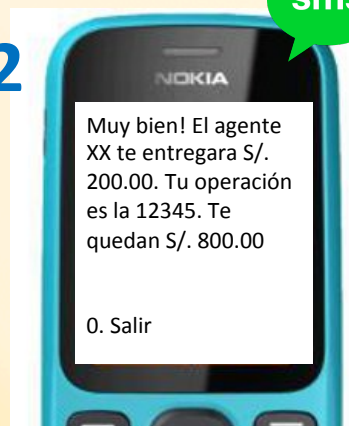 sms
2
NOKIA
Muy bien! El agente
XX te entregara S/.
200.00. Tu operación
es la 12345. Te
quedan S/. 800.00
0. Salir